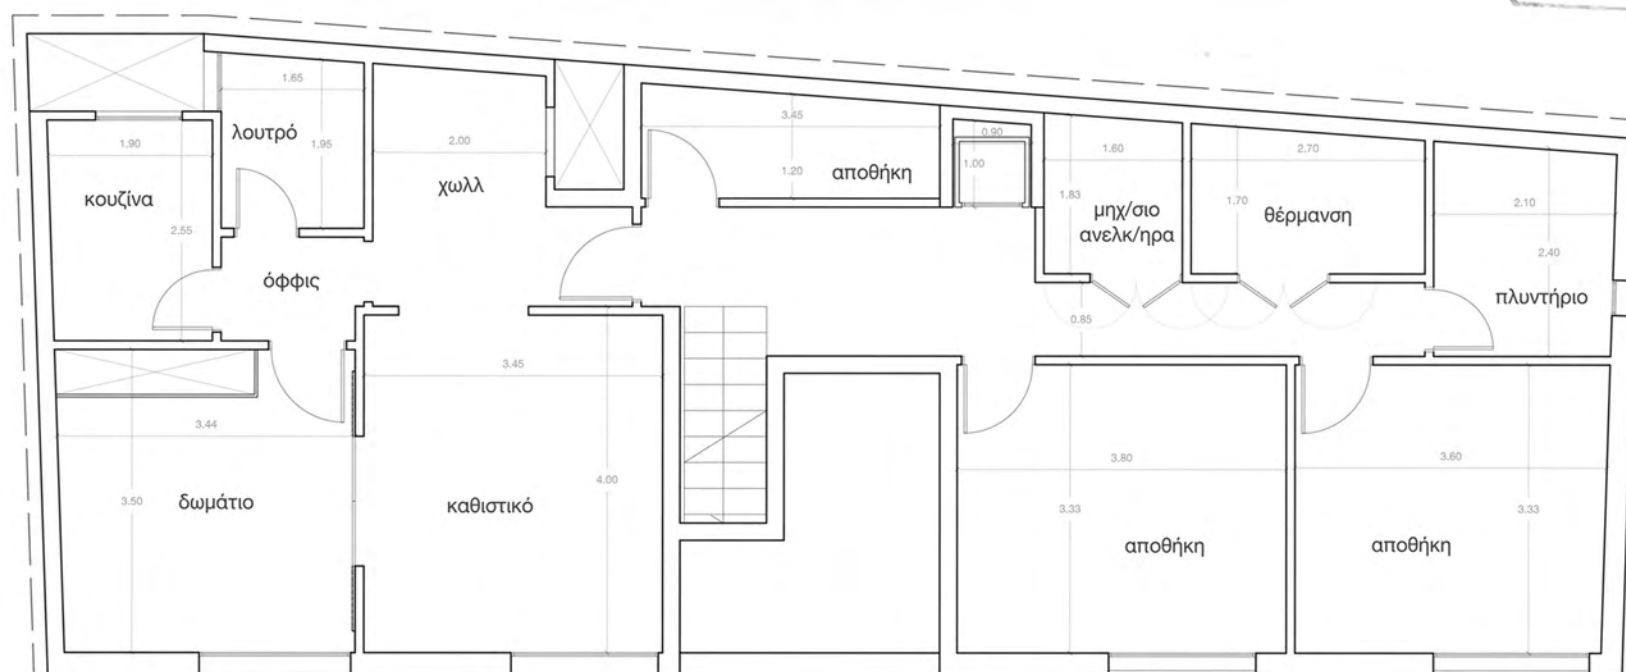 1.65
λουτρό
1.95
1.90
κουζίνα
2.55
2.00
χωλλ
όφφις
3.45
1.20
αποθήκη
0.90
1.00
1.60
1.83
μηχ/σιο
ανελκ/ηρα
2.70
1.70
θέρμανση
2.10
2.40
πλυντήριο
0.85
3.44
3.50
δωμάτιο
3.45
4.00
καθιστικό
3.80
3.33
αποθήκη
3.60
3.33
αποθήκη